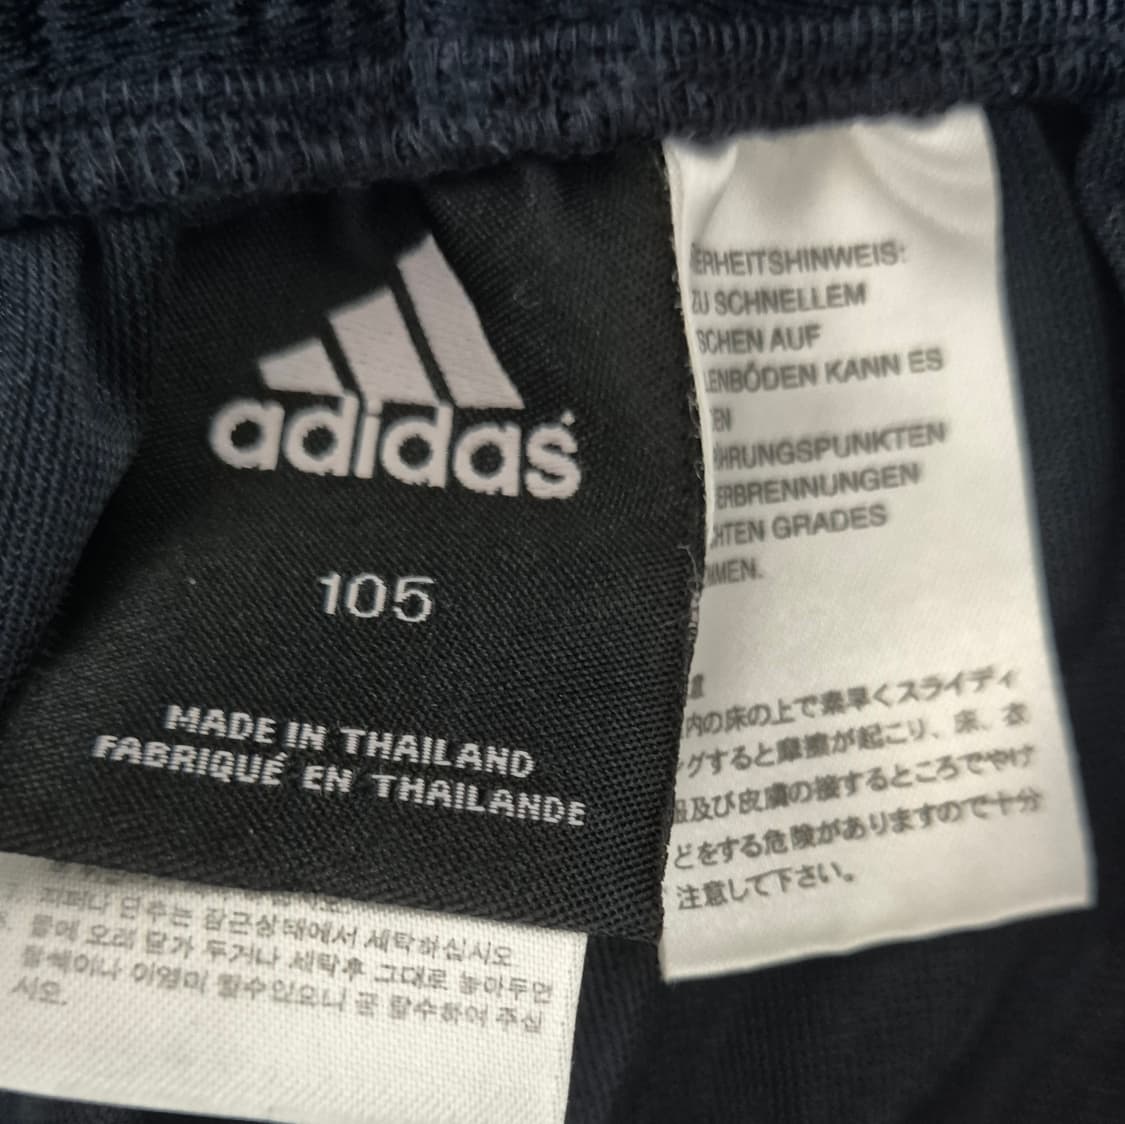 adidas
105
MADE IN THAILAND
FABRIQUÉ EN THAILANDE
ERHEITSHINWEIS:
ZU SCHNELLEM
SCHEN AUF
LENBÓDEN KANN ES
EN
ÜHRUNGSPUNKTEN
ERBRENNUNGEN
HTEN GRADES
MMEN.
内の床の上で素早くスライディ
グすると摩擦が起こり、床、衣
服及び皮膚の接するところでやけ
どをする危険がありますので十分
注意して下さい。
지퍼나 단추는 잠근상태에서 세탁하십시오
물에 오래 담가 두거나 세탁후 그대로 놓아두면
탈색이나 이염이 될수있으니 곧 탈수하여 주십
시오.